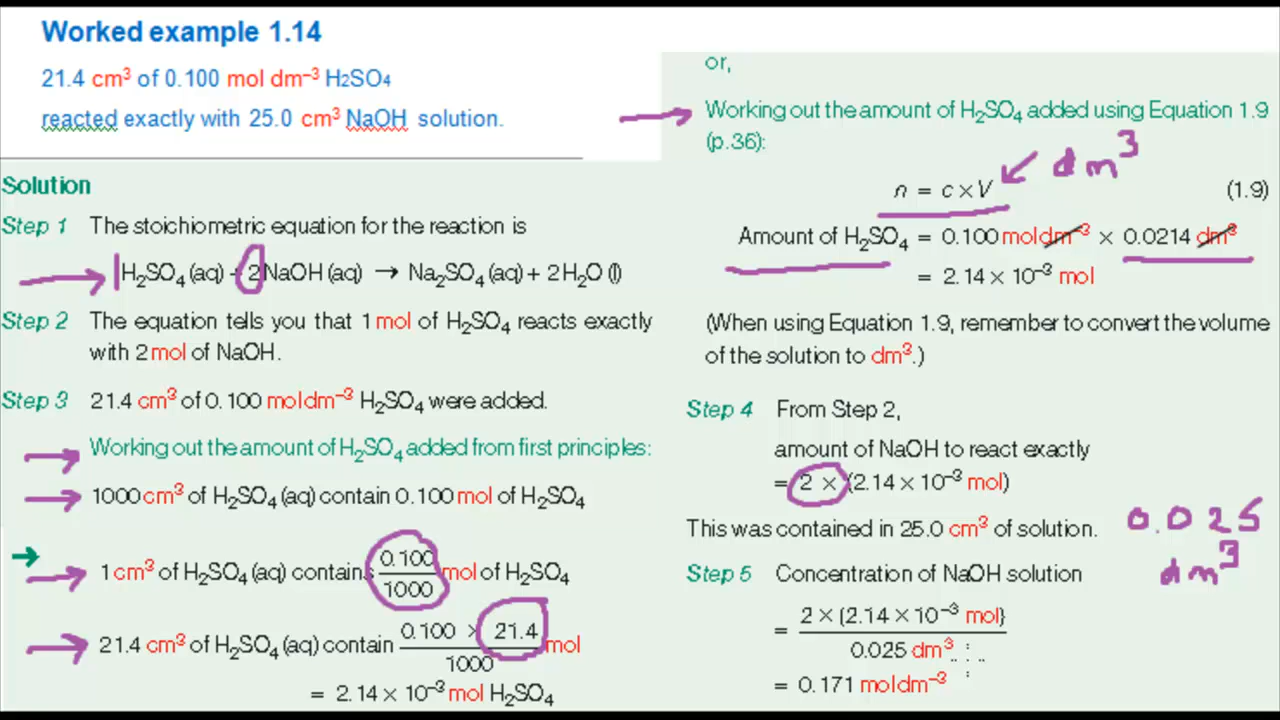 Worked example 1.14
21.4 cm³ of 0.100 mol dm⁻³ H₂SO₄
reacted exactly with 25.0 cm³ NaOH solution.
Solution
Step 1 The stoichiometric equation for the reaction is
H₂SO₄(aq) + 2NaOH(aq) → Na₂SO₄(aq) + 2H₂O(l)
Step 2 The equation tells you that 1 mol of H₂SO₄ reacts exactly
with 2 mol of NaOH.
Step 3 21.4 cm³ of 0.100 mol dm⁻³ H₂SO₄ were added.
Working out the amount of H₂SO₄ added from first principles:
1000 cm³ of H₂SO₄(aq) contain 0.100 mol of H₂SO₄
→ 1 cm³ of H₂SO₄(aq) contains 0.100/1000 mol of H₂SO₄
21.4 cm³ of H₂SO₄(aq) contain 0.100 × 21.4/1000 mol
= 2.14 × 10⁻³ mol H₂SO₄
or,
Working out the amount of H₂SO₄ added using Equation 1.9
(p.36):
dm³
n = c × V (1.9)
Amount of H₂SO₄ = 0.100 mol dm⁻³ × 0.0214 dm³
= 2.14 × 10⁻³ mol
(When using Equation 1.9, remember to convert the volume
of the solution to dm³.)
Step 4 From Step 2,
amount of NaOH to react exactly
= 2 × (2.14 × 10⁻³ mol)
This was contained in 25.0 cm³ of solution.
0.025
dm³
Step 5 Concentration of NaOH solution
= 2 × (2.14 × 10⁻³ mol)/0.025 dm³
= 0.171 mol dm⁻³